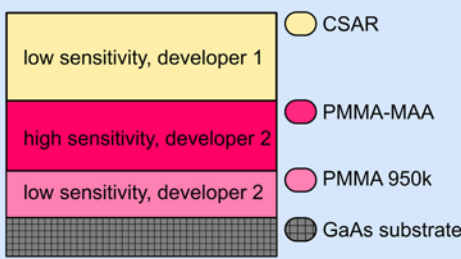 low sensitivity, developer 1
CSAR
high sensitivity, developer 2
PMMA-MAA
low sensitivity, developer 2
PMMA 950k
GaAs substrate